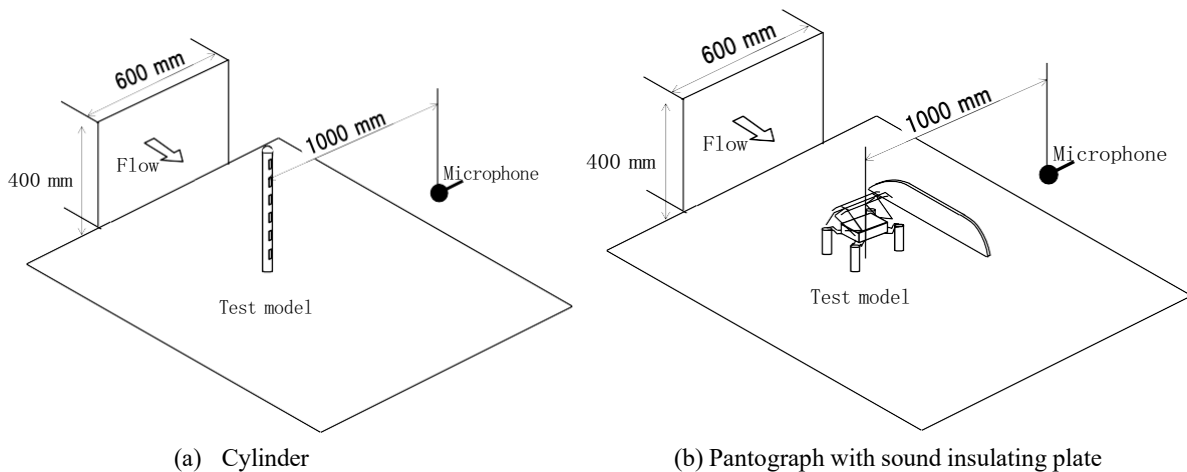 600 mm
1000 mm
Flow
400 mm
Microphone
Test model
(a) Cylinder
600 mm
1000 mm
Flow
400 mm
Microphone
Test model
(b) Pantograph with sound insulating plate